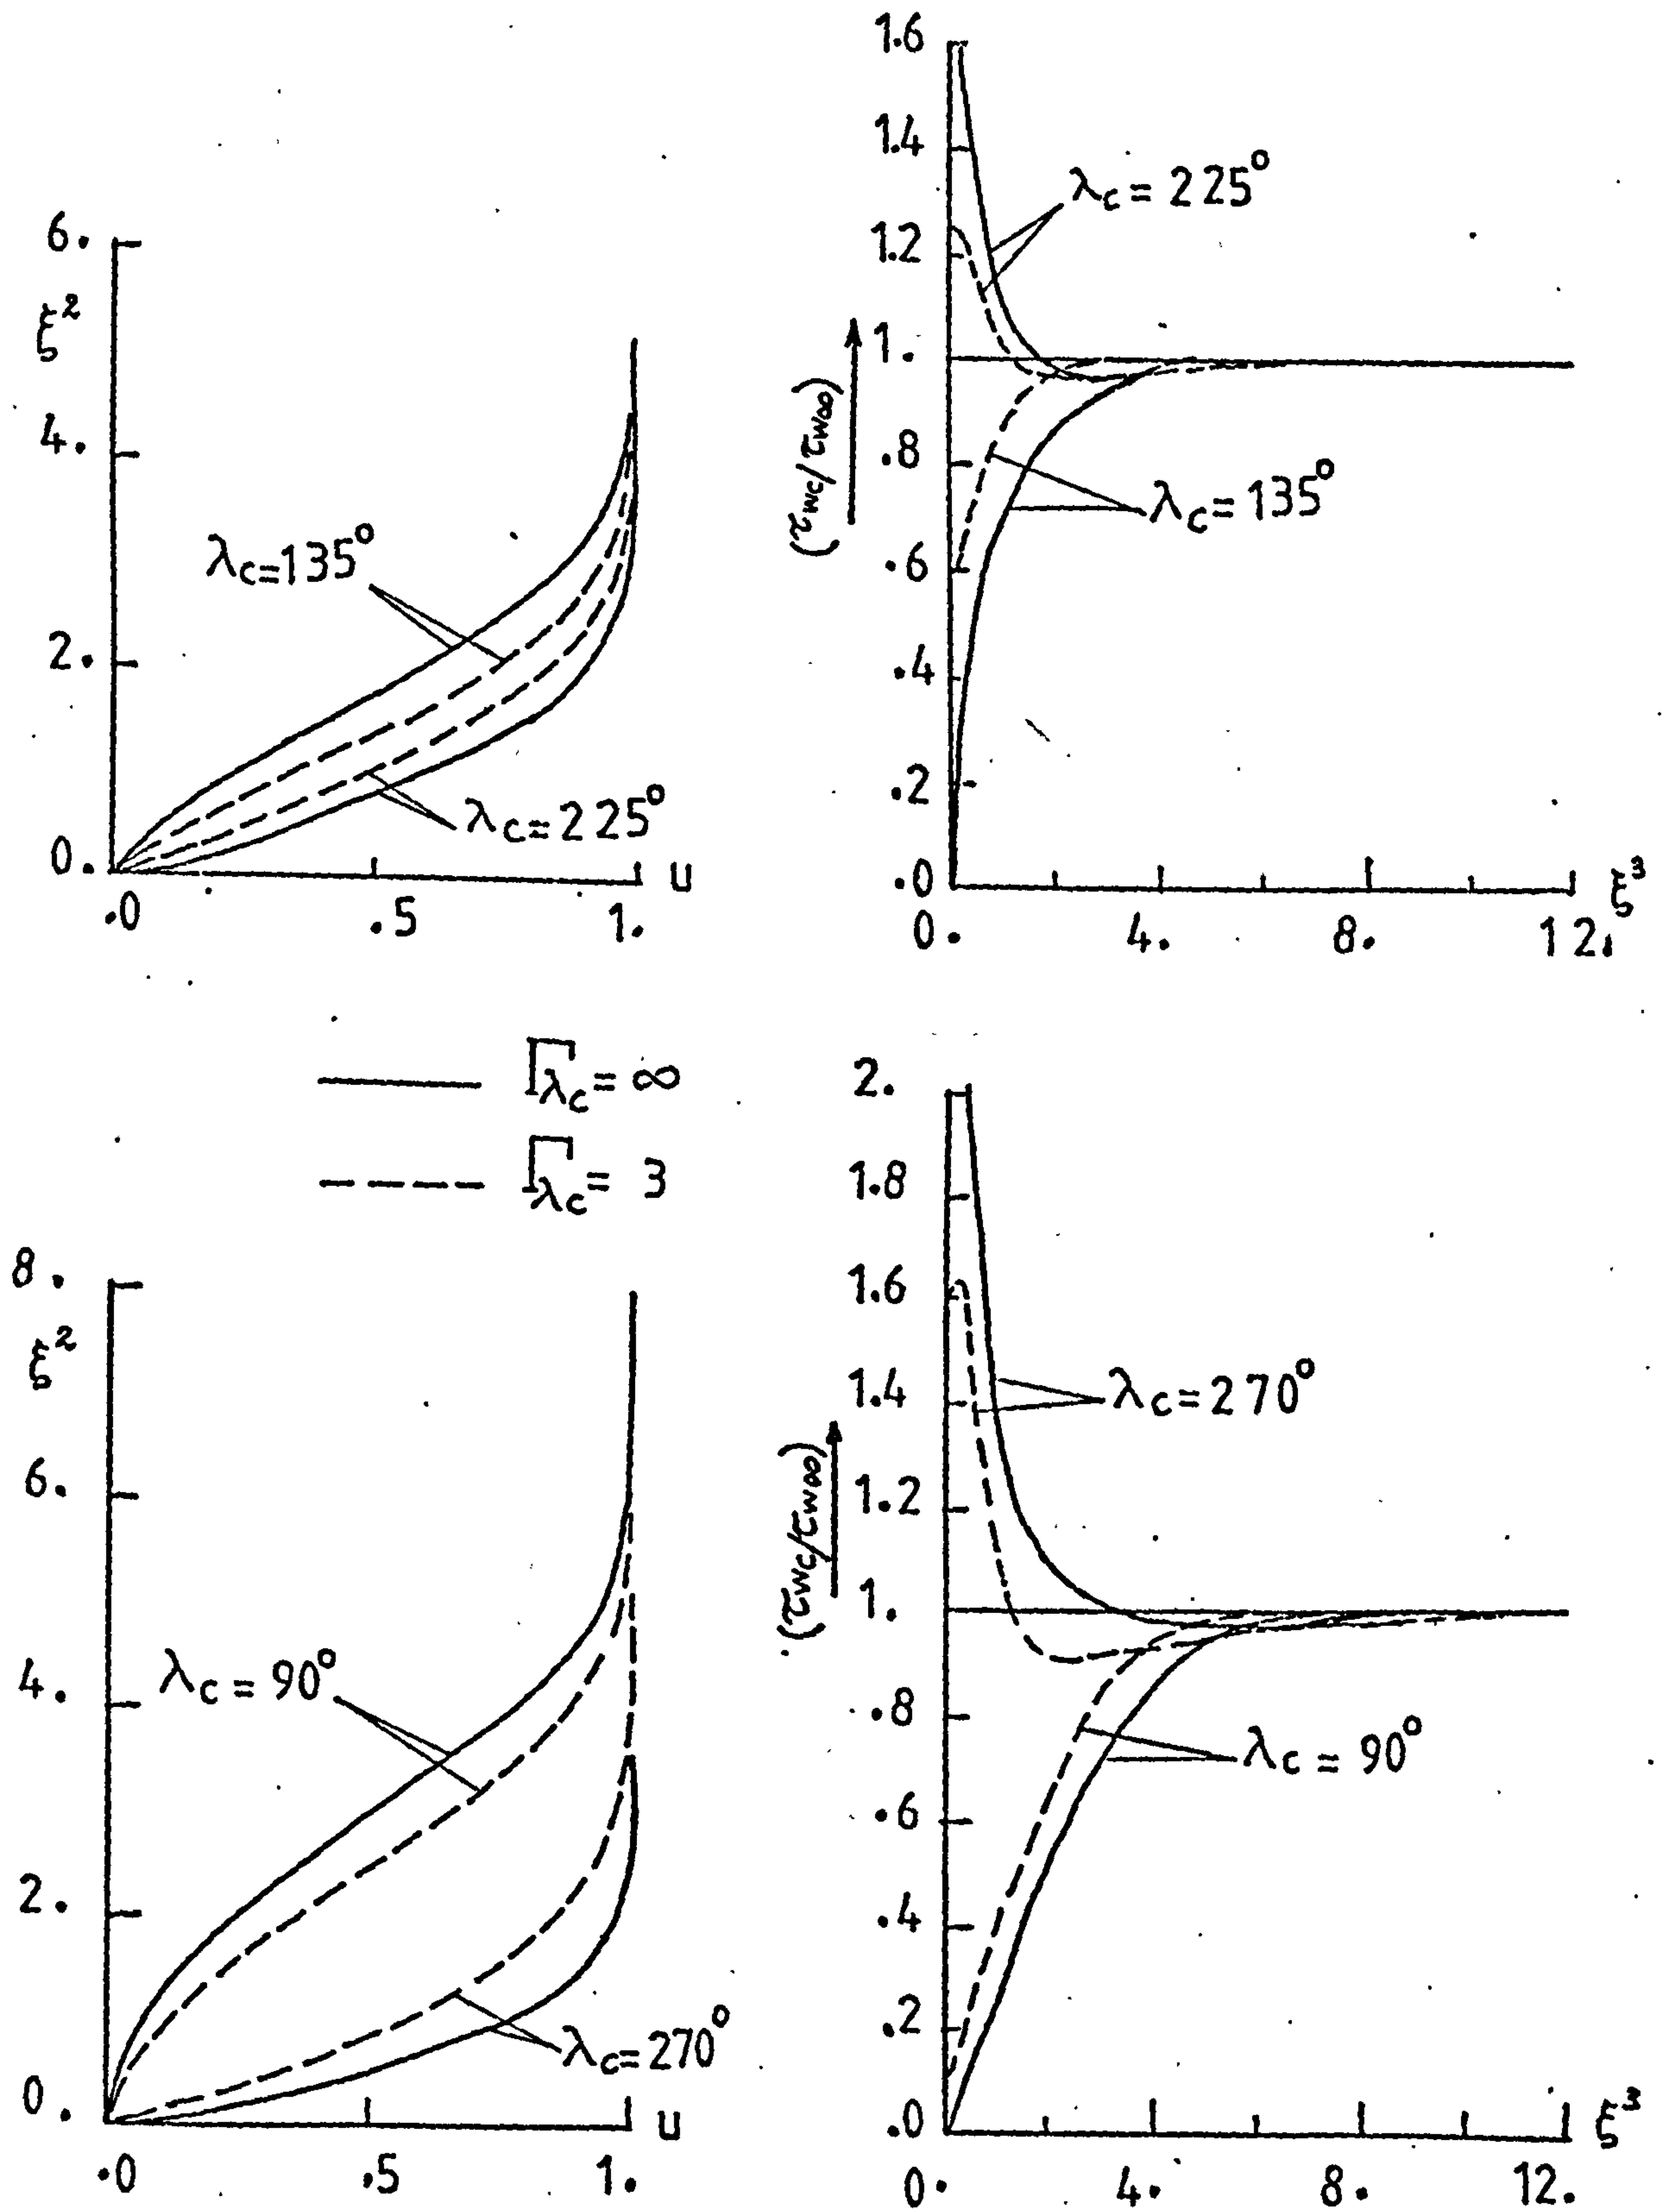 6.
ξ²
4.
2.
0.
.0
.5
1.
u
λc=135°
λc=225°
1.6
1.4
1.2
1.
.8
.6
.4
.2
.0
(τwc/τw∞)
λc=225°
λc=135°
0.
4.
8.
12.
ξ³
Γλc=∞
Γλc= 3
8.
ξ²
6.
4.
2.
0.
.0
.5
1.
u
λc=90°
λc=270°
2.
1.8
1.6
1.4
1.2
1.
.8
.6
.4
.2
.0
(τwc/τw∞)
λc=270°
λc=90°
0.
4.
8.
12.
ξ³